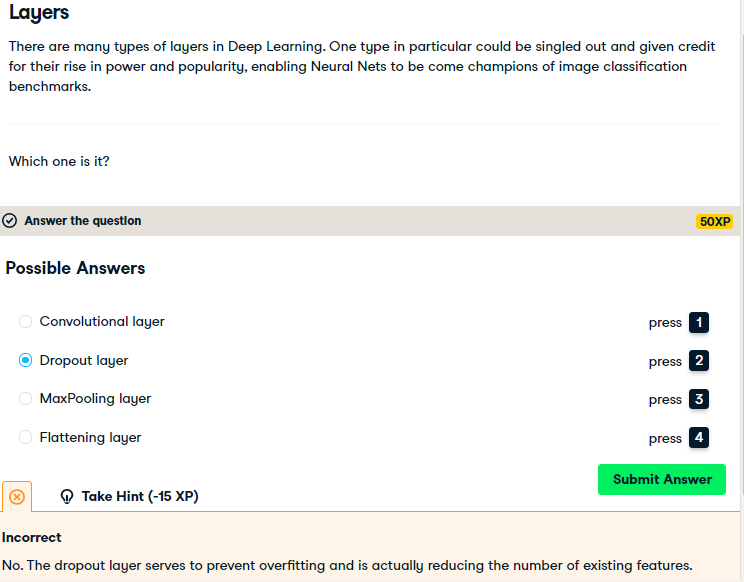 Layers
There are many types of layers in Deep Learning. One type in particular could be singled out and given credit
for their rise in power and popularity, enabling Neural Nets to be come champions of image classification
benchmarks.
Which one is it?
Answer the question 50XP
Possible Answers
Convolutional layer press 1
Dropout layer press 2
MaxPooling layer press 3
Flattening layer press 4
Submit Answer
Take Hint (-15 XP)
Incorrect
No. The dropout layer serves to prevent overfitting and is actually reducing the number of existing features.